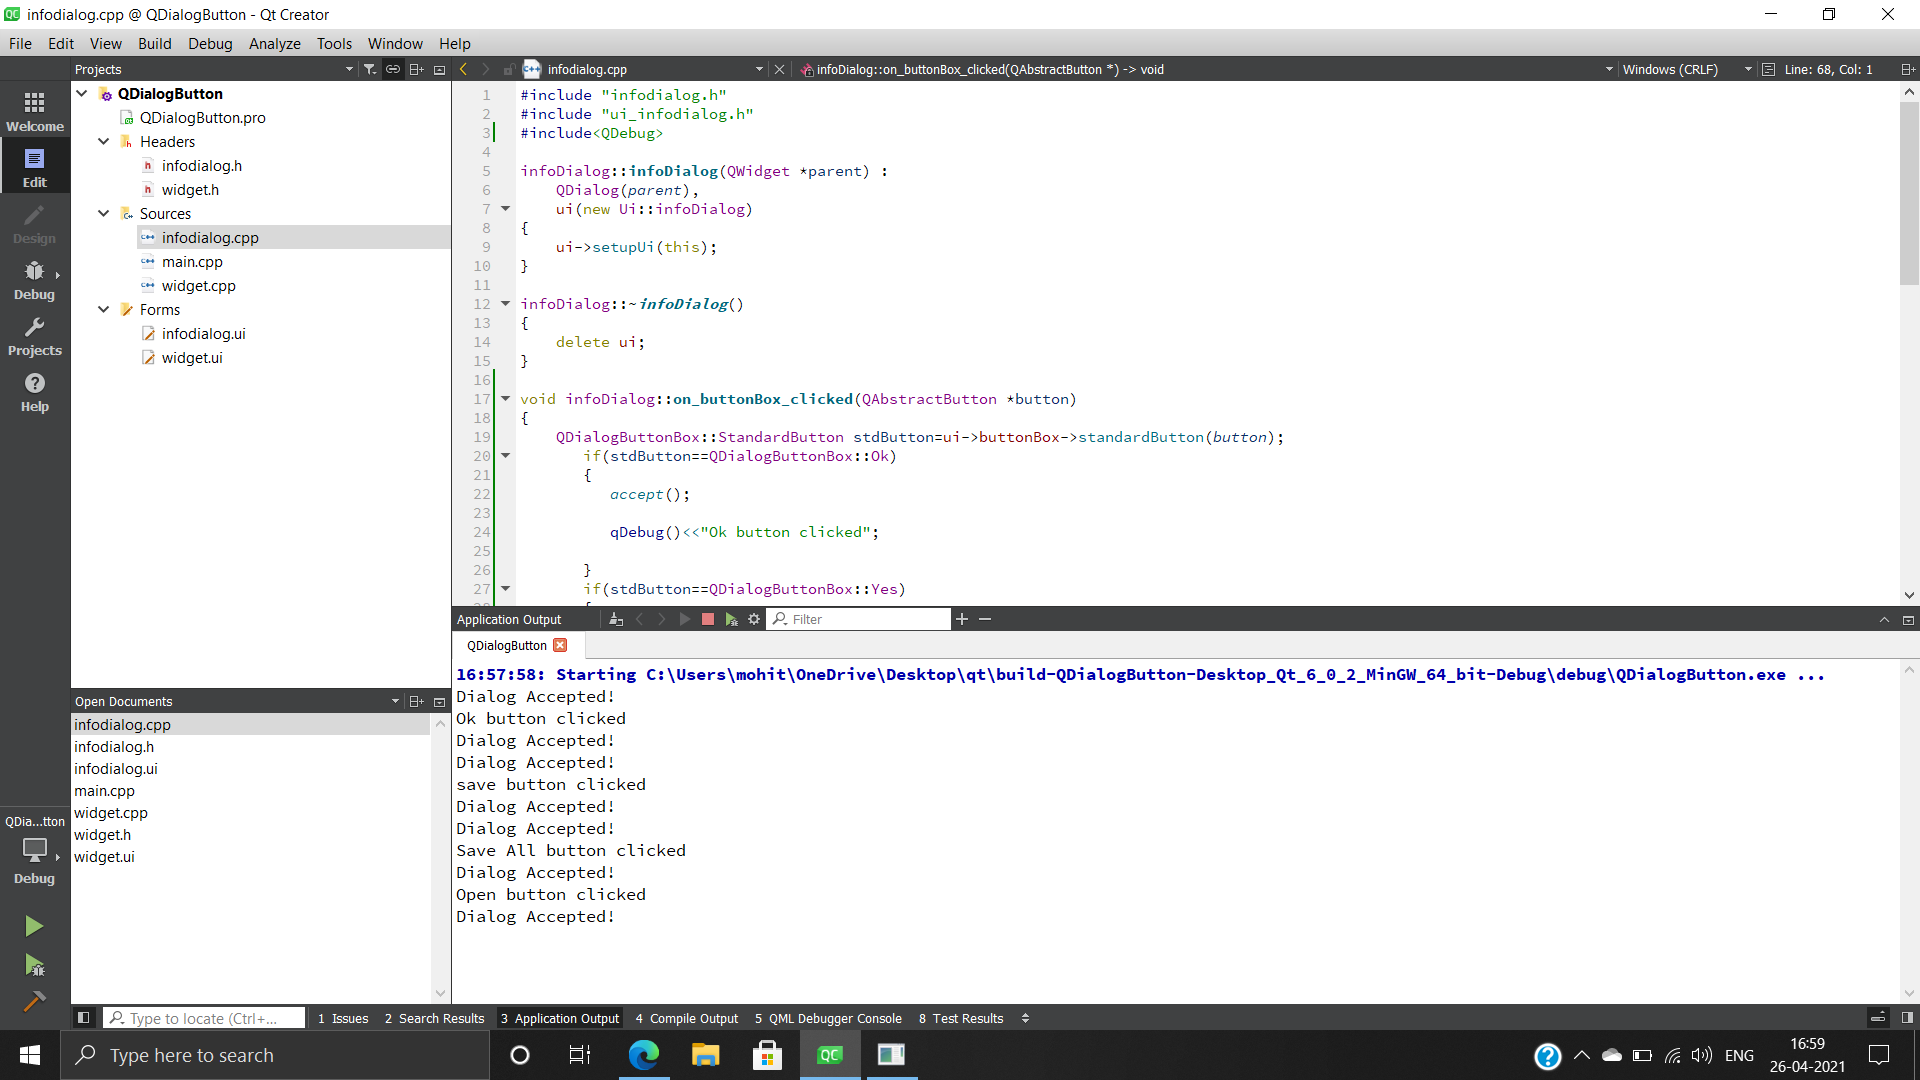 infodialog.cpp @ QDialogButton - Qt Creator
File Edit View Build Debug Analyze Tools Window Help
Projects
infodialog.cpp
infoDialog::on_buttonBox_clicked(QAbstractButton *) -> void
Windows (CRLF)
Line: 68, Col: 1
Welcome
Edit
Design
Debug
Projects
Help
QDialogButton
QDialogButton.pro
Headers
infodialog.h
widget.h
Sources
infodialog.cpp
main.cpp
widget.cpp
Forms
infodialog.ui
widget.ui
1 #include "infodialog.h"
2 #include "ui_infodialog.h"
3 #include<QDebug>
4
5 infoDialog::infoDialog(QWidget *parent) :
6 QDialog(parent),
7 ui(new Ui::infoDialog)
8 {
9 ui->setupUi(this);
10 }
11
12 infoDialog::~infoDialog()
13 {
14 delete ui;
15 }
16
17 void infoDialog::on_buttonBox_clicked(QAbstractButton *button)
18 {
19 QDialogButtonBox::StandardButton stdButton=ui->buttonBox->standardButton(button);
20 if(stdButton==QDialogButtonBox::Ok)
21 {
22 accept();
23
24 qDebug()<<"Ok button clicked";
25
26 }
27 if(stdButton==QDialogButtonBox::Yes)
Open Documents
infodialog.cpp
infodialog.h
infodialog.ui
main.cpp
widget.cpp
widget.h
widget.ui
QDia...tton
Debug
Application Output
Filter
QDialogButton
16:57:58: Starting C:\Users\mohit\OneDrive\Desktop\qt\build-QDialogButton-Desktop_Qt_6_0_2_MinGW_64_bit-Debug\debug\QDialogButton.exe ...
Dialog Accepted!
Ok button clicked
Dialog Accepted!
Dialog Accepted!
save button clicked
Dialog Accepted!
Dialog Accepted!
Save All button clicked
Dialog Accepted!
Open button clicked
Dialog Accepted!
Type to locate (Ctrl+...
1 Issues 2 Search Results 3 Application Output 4 Compile Output 5 QML Debugger Console 8 Test Results
Type here to search
QC
ENG
16:59
26-04-2021